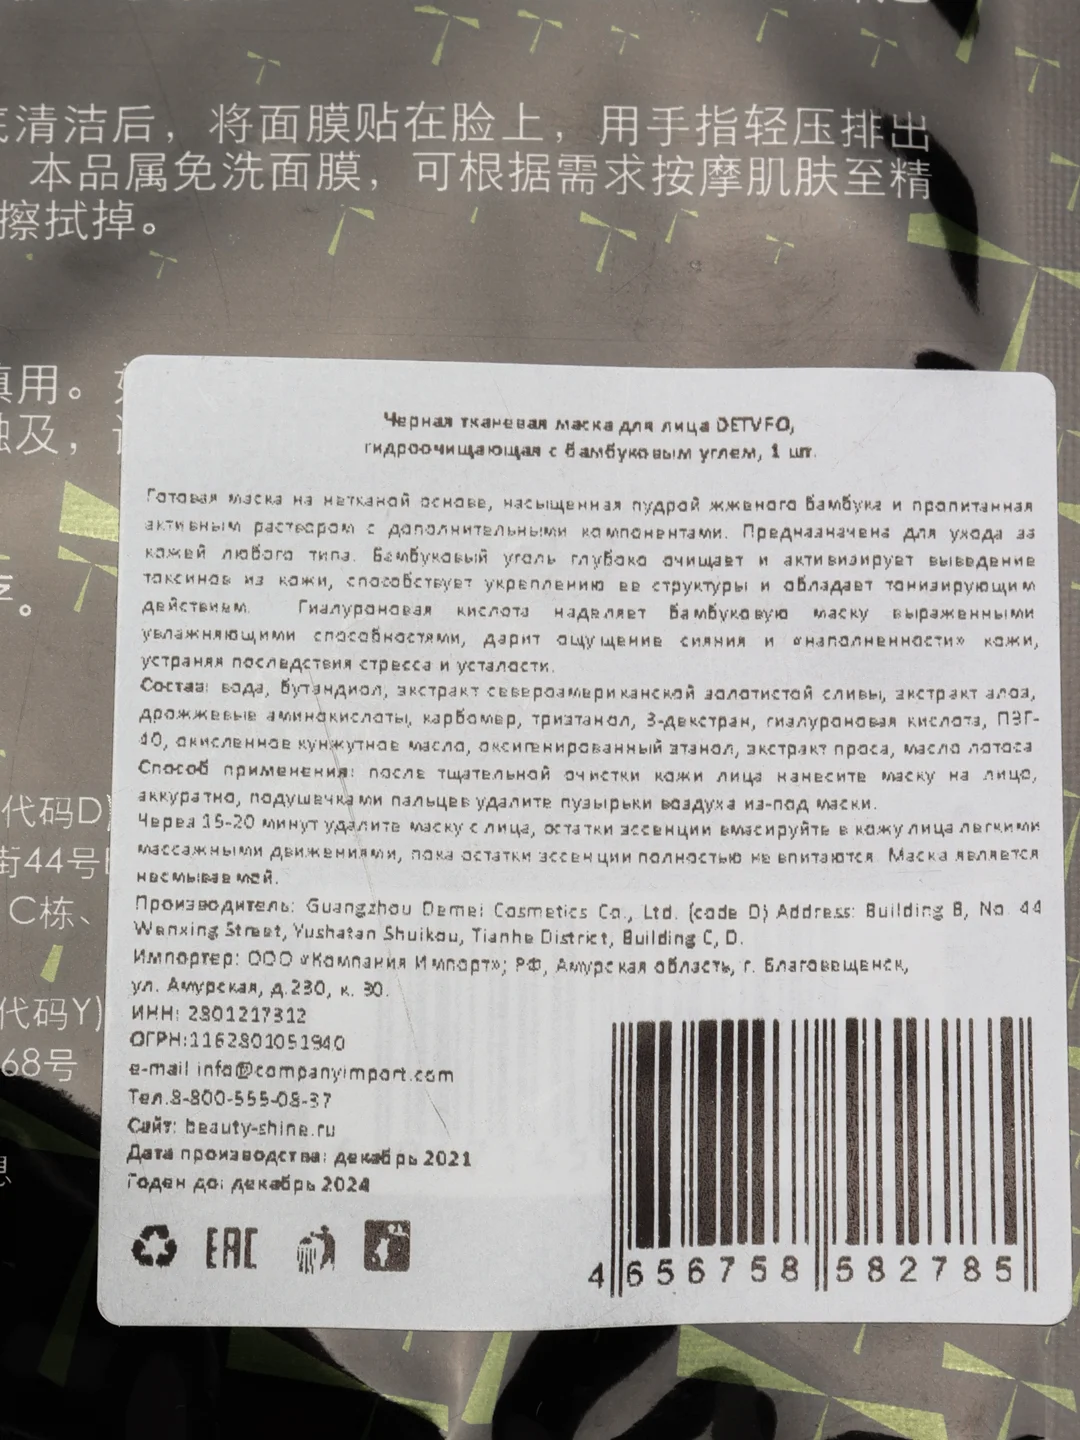 清洁后，将面膜贴在脸上，用手指轻压排出
本品属免洗面膜，可根据需求按摩肌肤至精
擦拭掉。
用。
及，
代码D
街44号
C栋、
代码Y)
68号
Черная тканевая маска для лица DETVFO,
гидроочищающая с бамбуковым углем, 1 шт.
Готовая маска на нетканой основе, насыщенная пудрой жженого бамбука и пропитанная
активным раствором с дополнительными компонентами. Предназначена для ухода за
кожей любого типа. Бамбуковый уголь глубоко очищает и активизирует выведение
токсинов из кожи, способствует укреплению ее структуры и обладает тонизирующим
действием. Гиалуроновая кислота наделяет бамбуковую маску выраженными
увлажняющими способностями, дарит ощущение сияния и «наполненности» кожи,
устраняя последствия стресса и усталости.
Состав: вода, бутандиол, экстракт североамериканской золотистой сливы, экстракт алоэ,
дрожжевые аминокислоты, карбомер, триэтанол, 3-декстран, гиалуроновая кислота, ПЭГ-
40, окисленное кунжутное масло, оксигенированный этанол, экстракт проса, масло лотоса
Способ применения: после тщательной очистки кожи лица нанесите маску на лицо,
аккуратно, подушечками пальцев удалите пузырьки воздуха из-под маски.
Через 15-20 минут удалите маску с лица, остатки эссенции вмасируйте в кожу лица легкими
массажными движениями, пока остатки эссенции полностью не впитаются. Маска является
несмываемой.
Производитель: Guangzhou Demei Cosmetics Co., Ltd. (code D) Address: Building B, No. 44
Wenxing Street, Yushatan Shuikou, Tianhe District, Building C, D.
Импортер: ООО «Компания Импорт»; РФ, Амурская область, г. Благовещенск,
ул. Амурская, д.230, к. 30.
ИНН: 2801217312
ОГРН:1162801051940
e-mail info@companyimport.com
Тел.8-800-555-08-37
Сайт: beauty-shine.ru
Дата производства: декабрь 2021
Годен до: декабрь 2024
EAC
4 656758 582785